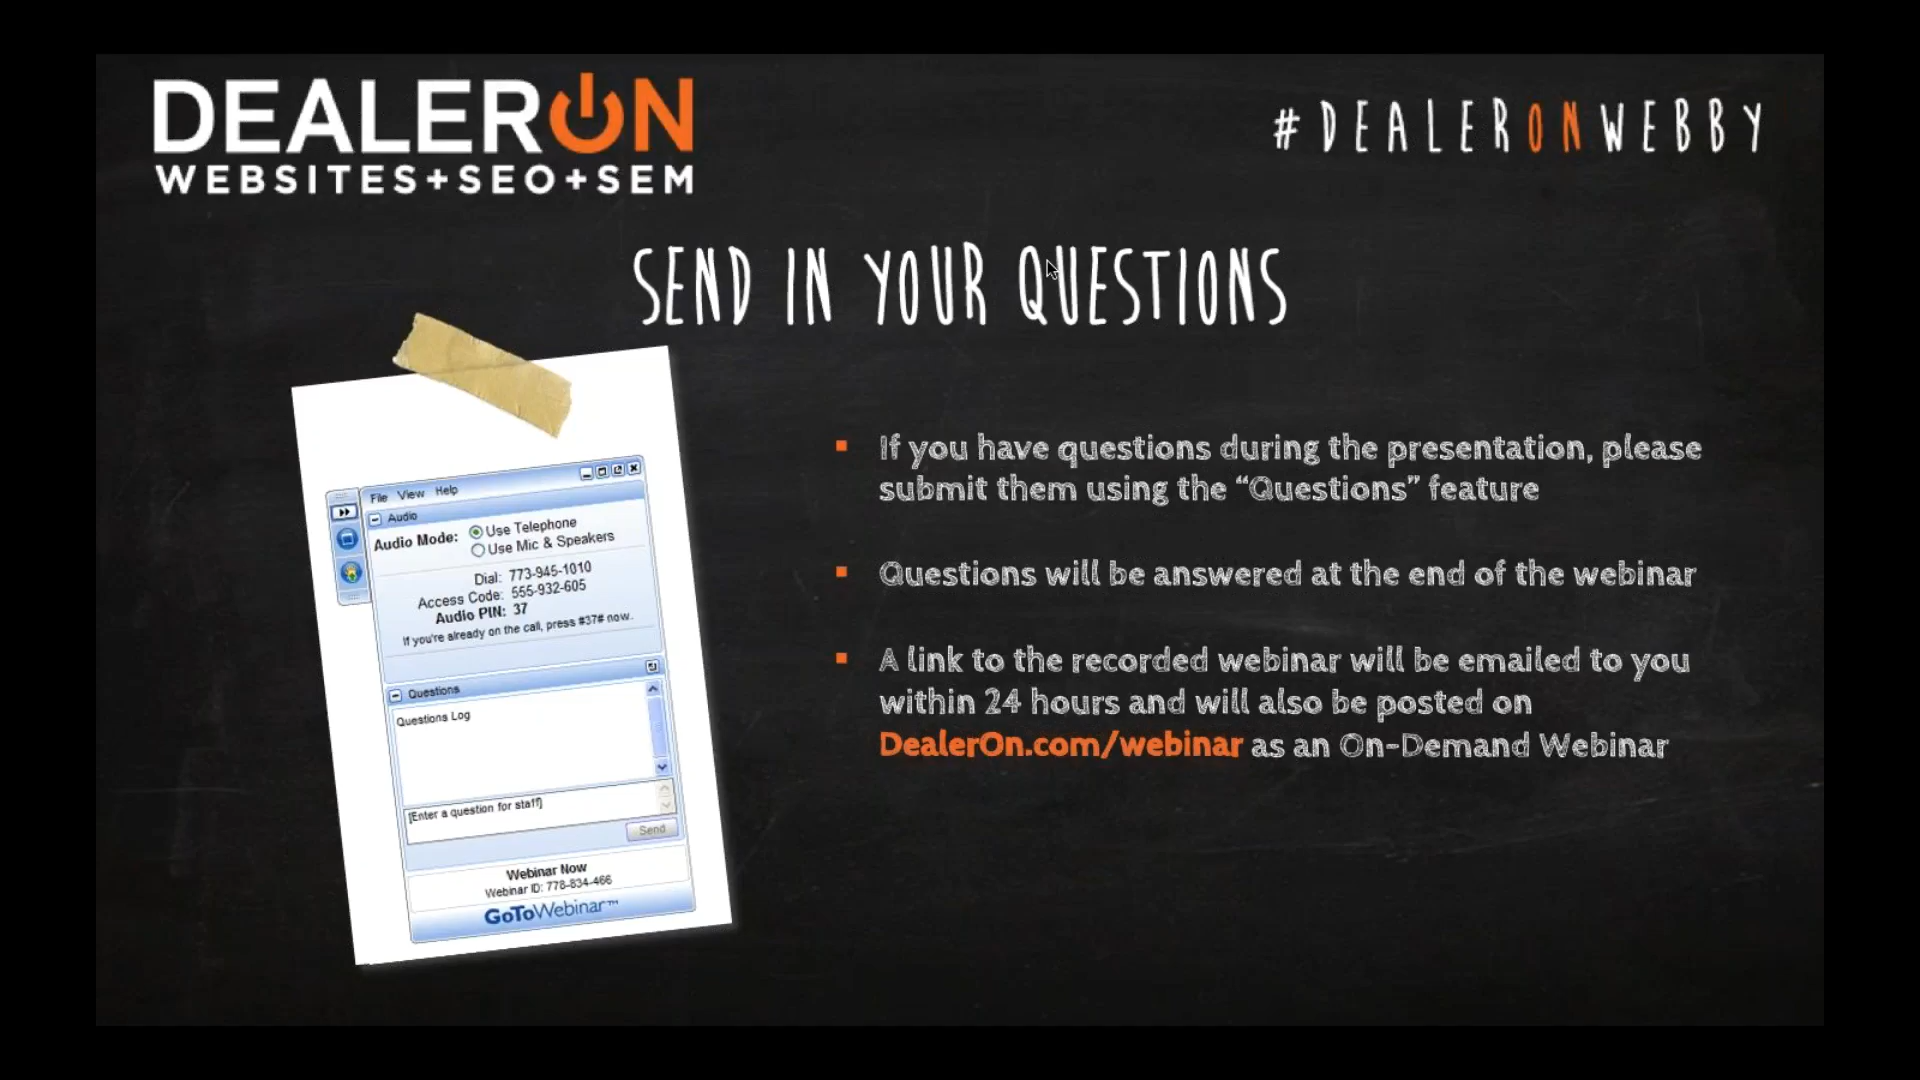 DEALERON
WEBSITES+SEO+SEM
#DEALERONWEBBY
SEND IN YOUR QUESTIONS
File View Help
Audio
Audio Mode: Use Telephone
Use Mic & Speakers
Dial: 773-945-1010
Access Code: 555-932-605
Audio PIN: 37
If you're already on the call, press #37# now.
Questions
Questions Log
[Enter a question for staff]
Send
Webinar Now
Webinar ID: 778-834-466
GoToWebinar™
If you have questions during the presentation, please
submit them using the “Questions” feature
Questions will be answered at the end of the webinar
A link to the recorded webinar will be emailed to you
within 24 hours and will also be posted on
DealerOn.com/webinar as an On-Demand Webinar